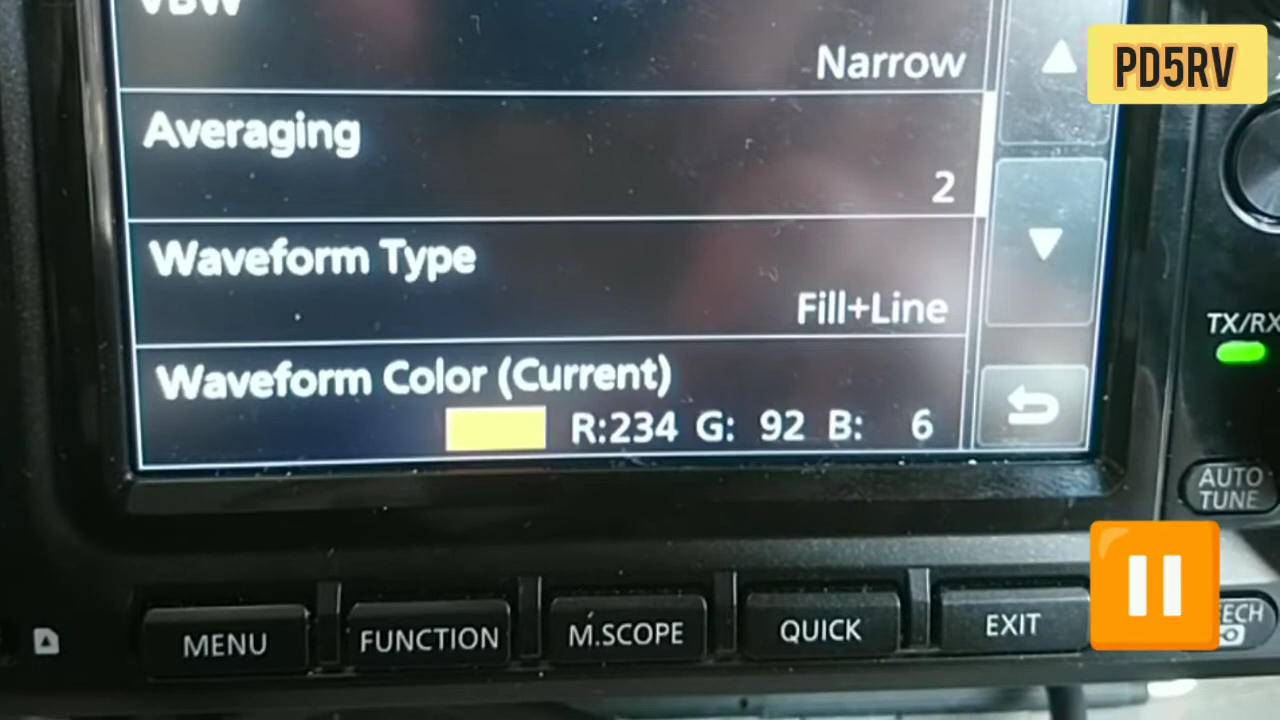 VBW
Narrow
PD5RV
Averaging
2
Waveform Type
Fill+Line
TX/RX
Waveform Color (Current)
R:234 G: 92 B: 6
AUTO
TUNE
MENU
FUNCTION
M.SCOPE
QUICK
EXIT